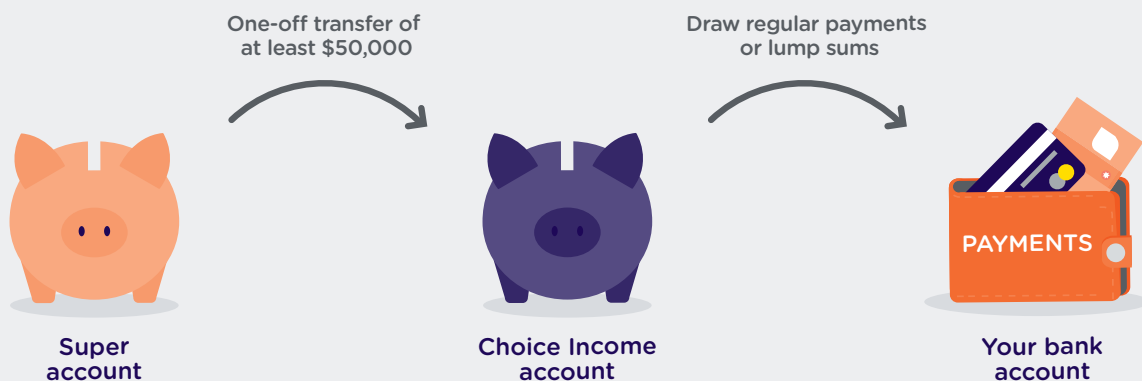 One-off transfer of
at least $50,000
Draw regular payments
or lump sums
PAYMENTS
Super
account
Choice Income
account
Your bank
account